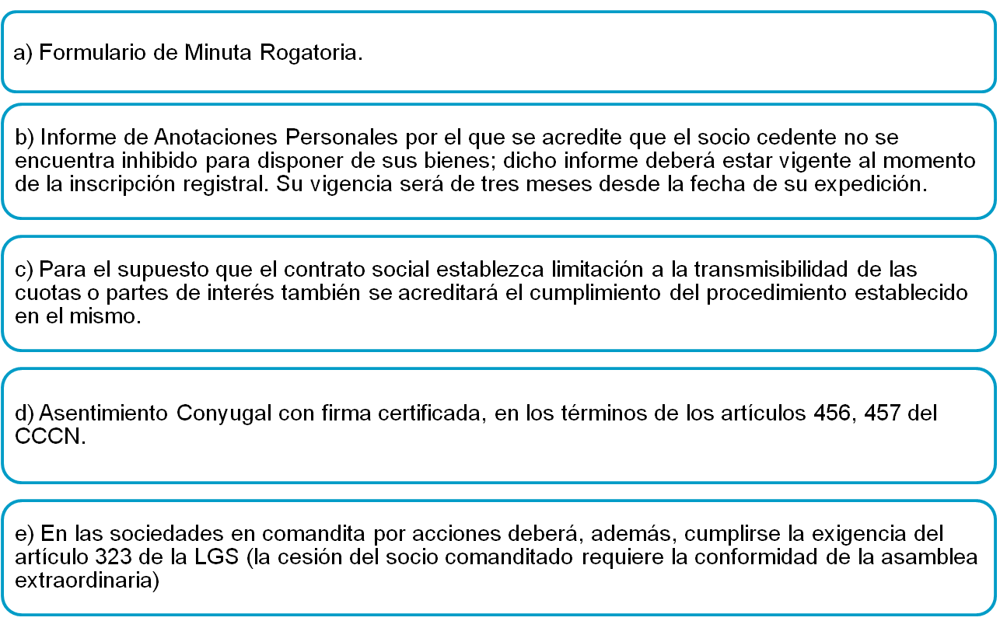 a) Formulario de Minuta Rogatoria.
b) Informe de Anotaciones Personales por el que se acredite que el socio cedente no se
encuentra inhibido para disponer de sus bienes; dicho informe deberá estar vigente al momento
de la inscripción registral. Su vigencia será de tres meses desde la fecha de su expedición.
c) Para el supuesto que el contrato social establezca limitación a la transmisibilidad de las
cuotas o partes de interés también se acreditará el cumplimiento del procedimiento establecido
en el mismo.
d) Asentimiento Conyugal con firma certificada, en los términos de los artículos 456, 457 del
CCCN.
e) En las sociedades en comandita por acciones deberá, además, cumplirse la exigencia del
artículo 323 de la LGS (la cesión del socio comanditado requiere la conformidad de la asamblea
extraordinaria)